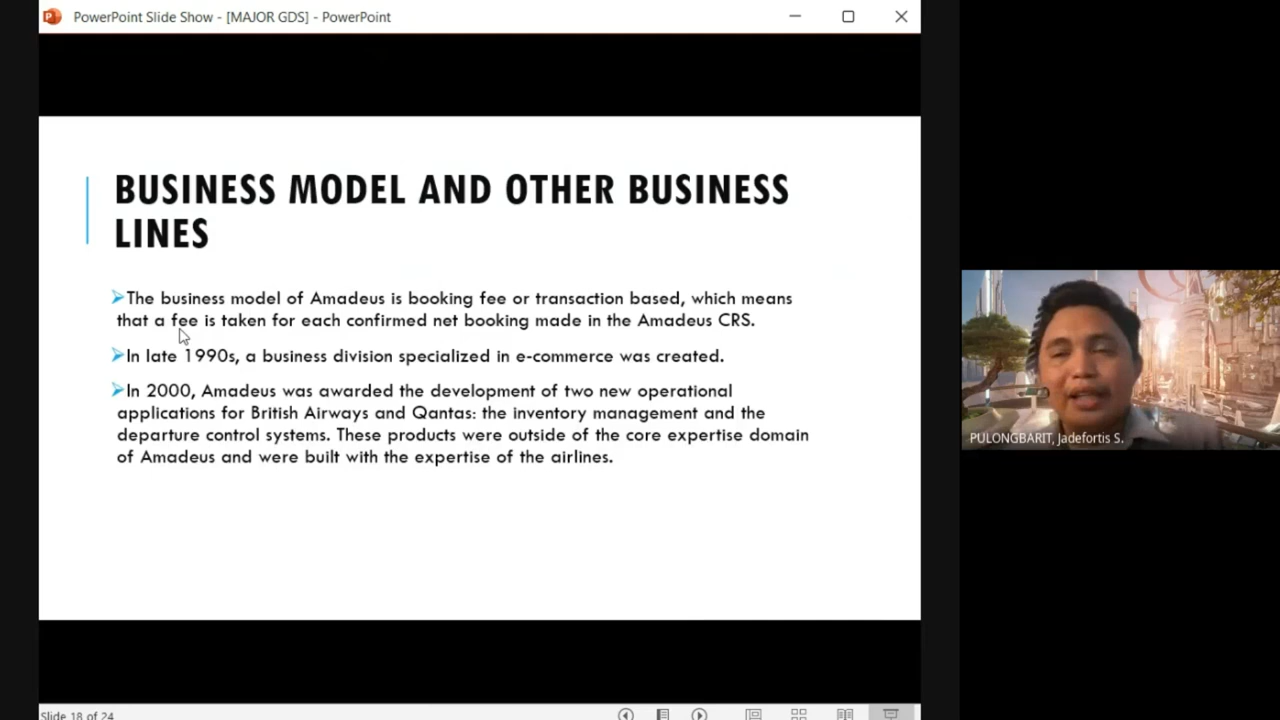 PowerPoint Slide Show - [MAJOR GDS] - PowerPoint
BUSINESS MODEL AND OTHER BUSINESS
LINES
The business model of Amadeus is booking fee or transaction based, which means
that a fee is taken for each confirmed net booking made in the Amadeus CRS.
In late 1990s, a business division specialized in e-commerce was created.
In 2000, Amadeus was awarded the development of two new operational
applications for British Airways and Qantas: the inventory management and the
departure control systems. These products were outside of the core expertise domain
of Amadeus and were built with the expertise of the airlines.
PULONGBARIT, Jadefortis S.
Slide 18 of 24